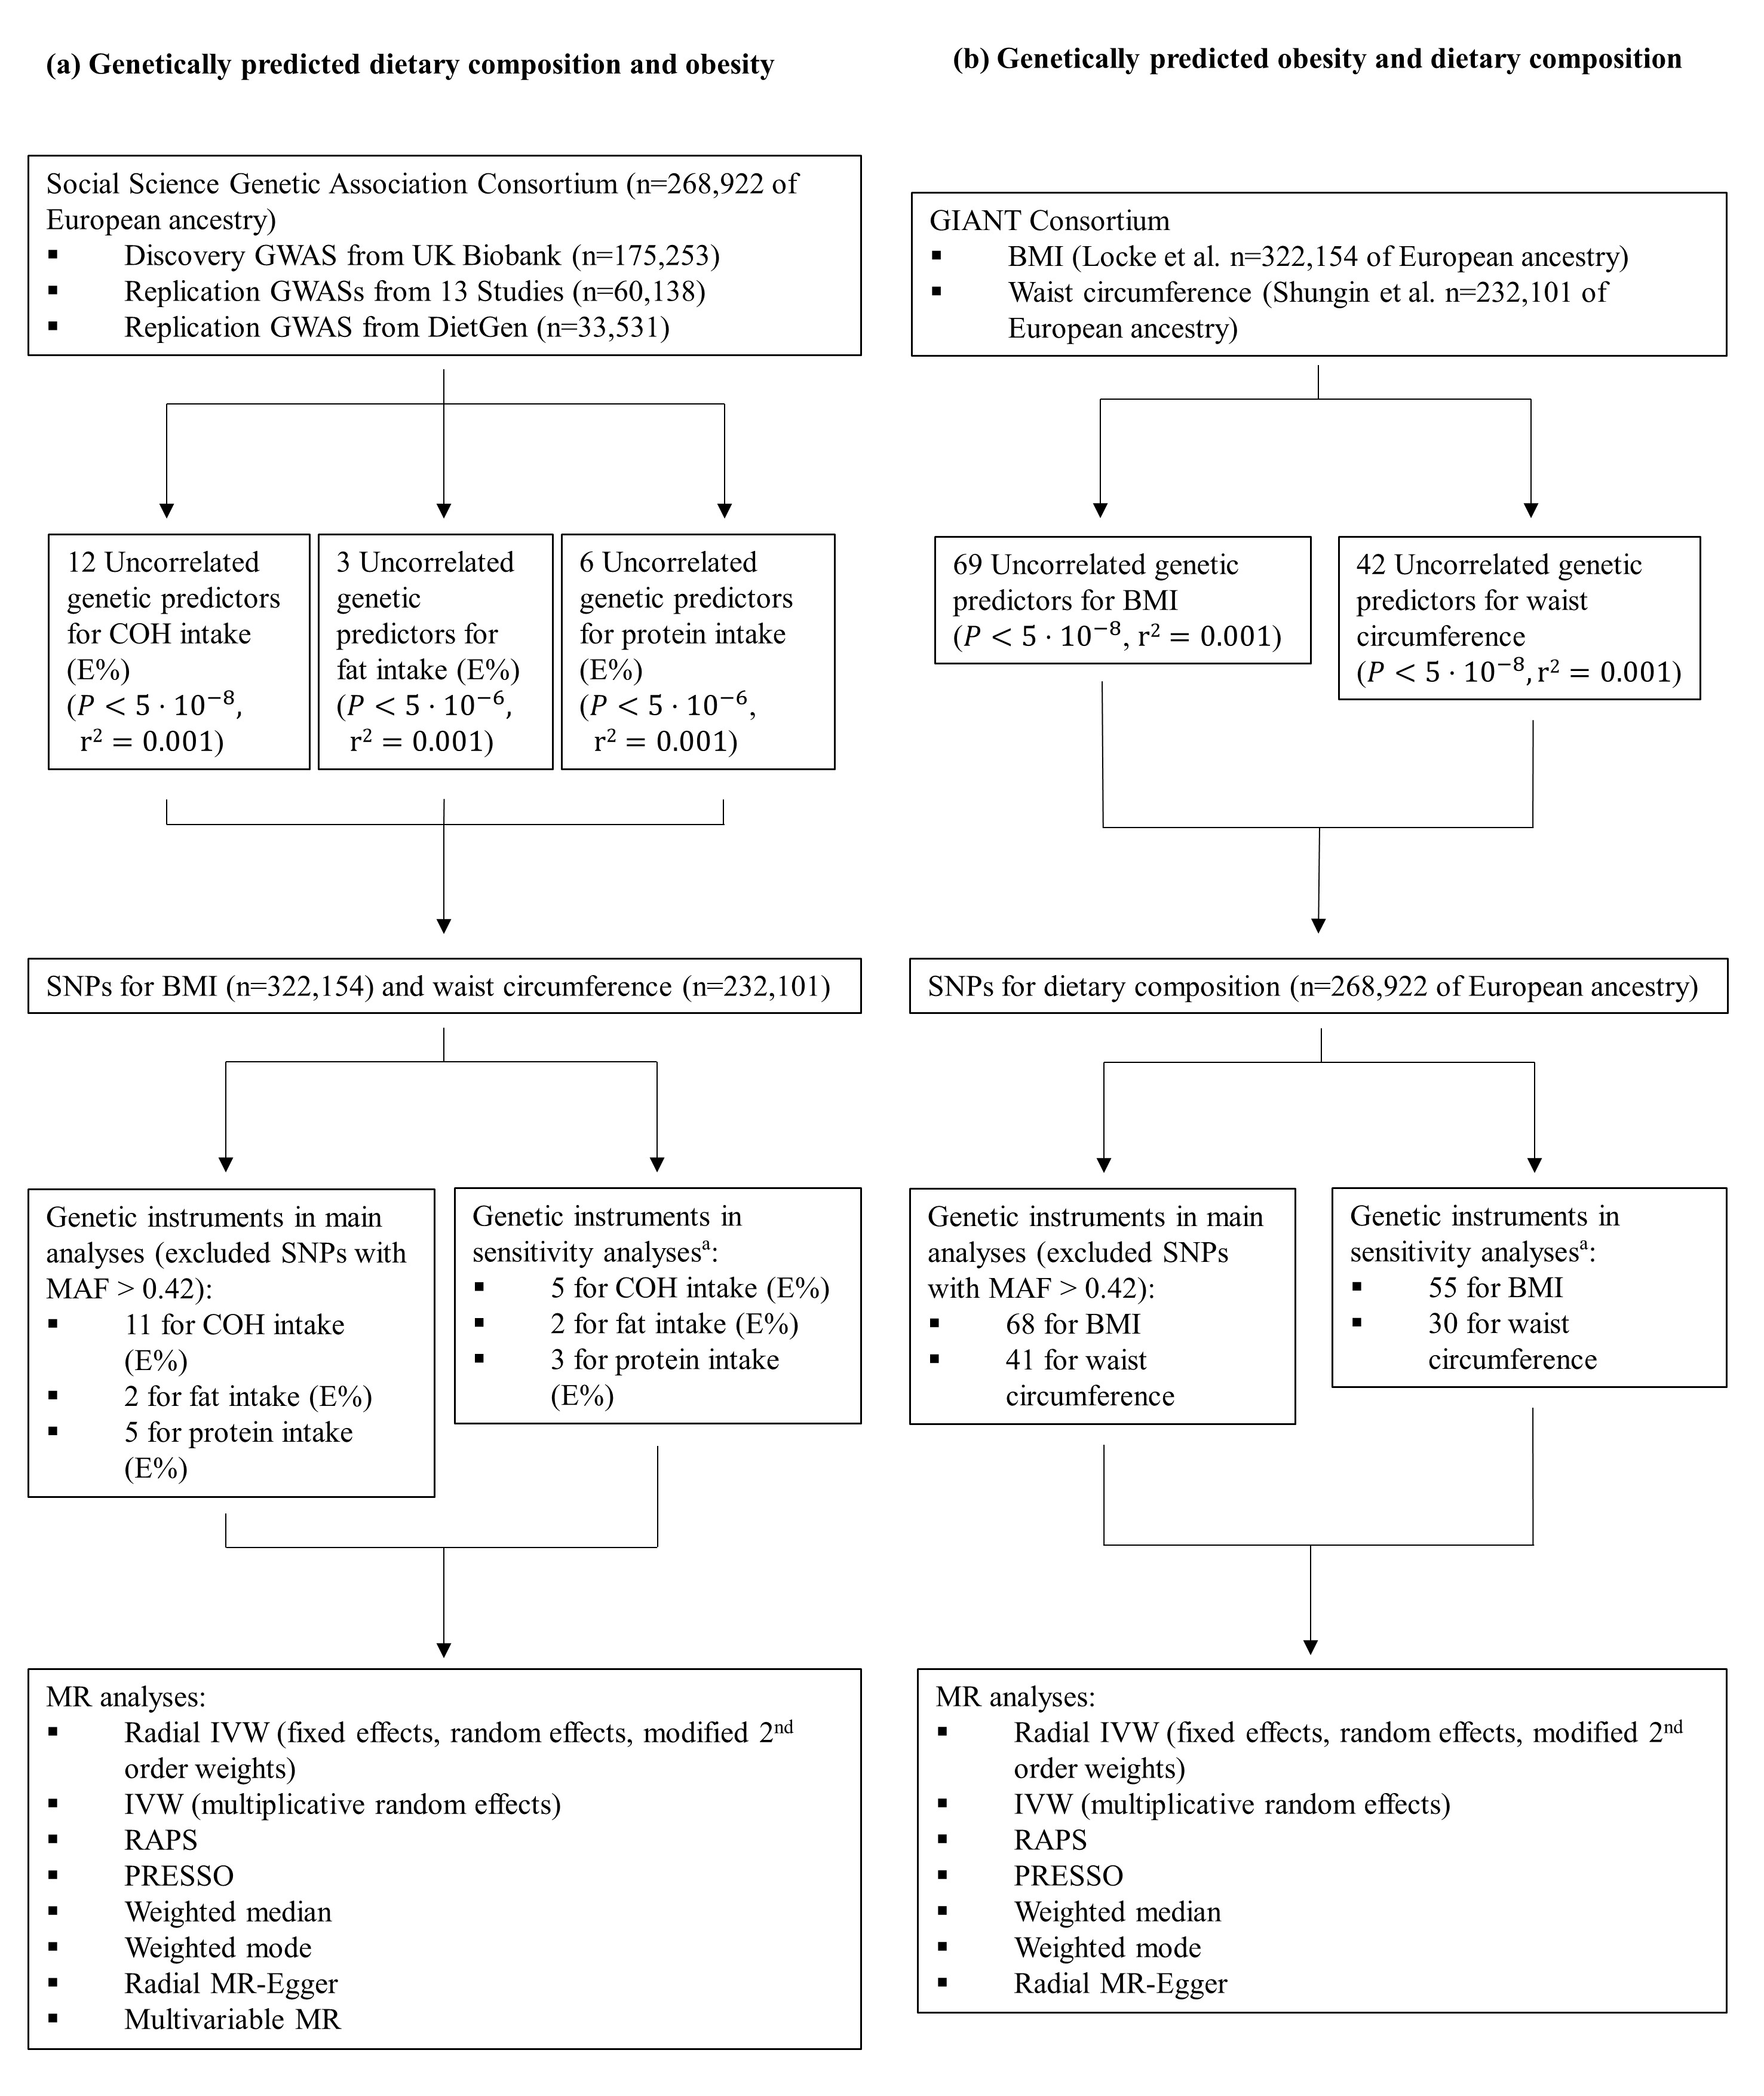 (a) Genetically predicted dietary composition and obesity
Social Science Genetic Association Consortium (n=268,922 of
European ancestry)
▪ Discovery GWAS from UK Biobank (n=175,253)
▪ Replication GWASs from 13 Studies (n=60,138)
▪ Replication GWAS from DietGen (n=33,531)
12 Uncorrelated
genetic predictors
for COH intake
(E%)
(P < 5 · 10⁻⁸,
r² = 0.001)
3 Uncorrelated
genetic
predictors for
fat intake (E%)
(P < 5 · 10⁻⁶,
r² = 0.001)
6 Uncorrelated
genetic predictors
for protein intake
(E%)
(P < 5 · 10⁻⁶,
r² = 0.001)
SNPs for BMI (n=322,154) and waist circumference (n=232,101)
Genetic instruments in main
analyses (excluded SNPs with
MAF > 0.42):
▪ 11 for COH intake
(E%)
▪ 2 for fat intake (E%)
▪ 5 for protein intake
(E%)
Genetic instruments in
sensitivity analysesᵃ:
▪ 5 for COH intake (E%)
▪ 2 for fat intake (E%)
▪ 3 for protein intake
(E%)
MR analyses:
▪ Radial IVW (fixed effects, random effects, modified 2ⁿᵈ
order weights)
▪ IVW (multiplicative random effects)
▪ RAPS
▪ PRESSO
▪ Weighted median
▪ Weighted mode
▪ Radial MR-Egger
▪ Multivariable MR
(b) Genetically predicted obesity and dietary composition
GIANT Consortium
▪ BMI (Locke et al. n=322,154 of European ancestry)
▪ Waist circumference (Shungin et al. n=232,101 of
European ancestry)
69 Uncorrelated genetic
predictors for BMI
(P < 5 · 10⁻⁸, r² = 0.001)
42 Uncorrelated genetic
predictors for waist
circumference
(P < 5 · 10⁻⁸, r² = 0.001)
SNPs for dietary composition (n=268,922 of European ancestry)
Genetic instruments in main
analyses (excluded SNPs
with MAF > 0.42):
▪ 68 for BMI
▪ 41 for waist
circumference
Genetic instruments in
sensitivity analysesᵃ:
▪ 55 for BMI
▪ 30 for waist
circumference
MR analyses:
▪ Radial IVW (fixed effects, random effects, modified 2ⁿᵈ
order weights)
▪ IVW (multiplicative random effects)
▪ RAPS
▪ PRESSO
▪ Weighted median
▪ Weighted mode
▪ Radial MR-Egger